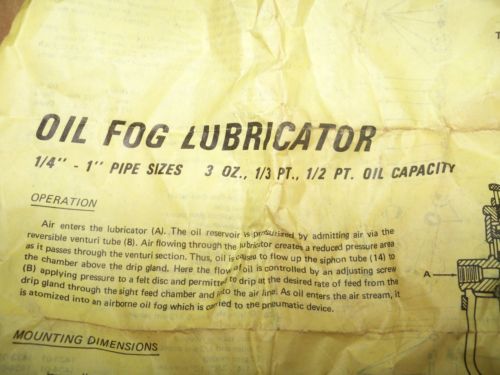 OIL FOG LUBRICATOR
1/4" - 1" PIPE SIZES 3 OZ., 1/3 PT., 1/2 PT. OIL CAPACITY
OPERATION
Air enters the lubricator (A). The oil reservoir is pressurized by admitting air via the
reversible venturi tube (8). Air flowing through the lubricator creates a reduced pressure area
as it passes through the venturi section. Thus, oil is caused to flow up the siphon tube (14) to
the chamber above the drip gland. Here the flow of oil is controlled by an adjusting screw
(B) applying pressure to a felt disc and permitted to drip at the desired rate of feed from the
drip gland through the sight feed chamber and into the air line. As oil enters the air stream, it
is atomized into an airborne oil fog which is carried to the pneumatic device.
A
MOUNTING DIMENSIONS